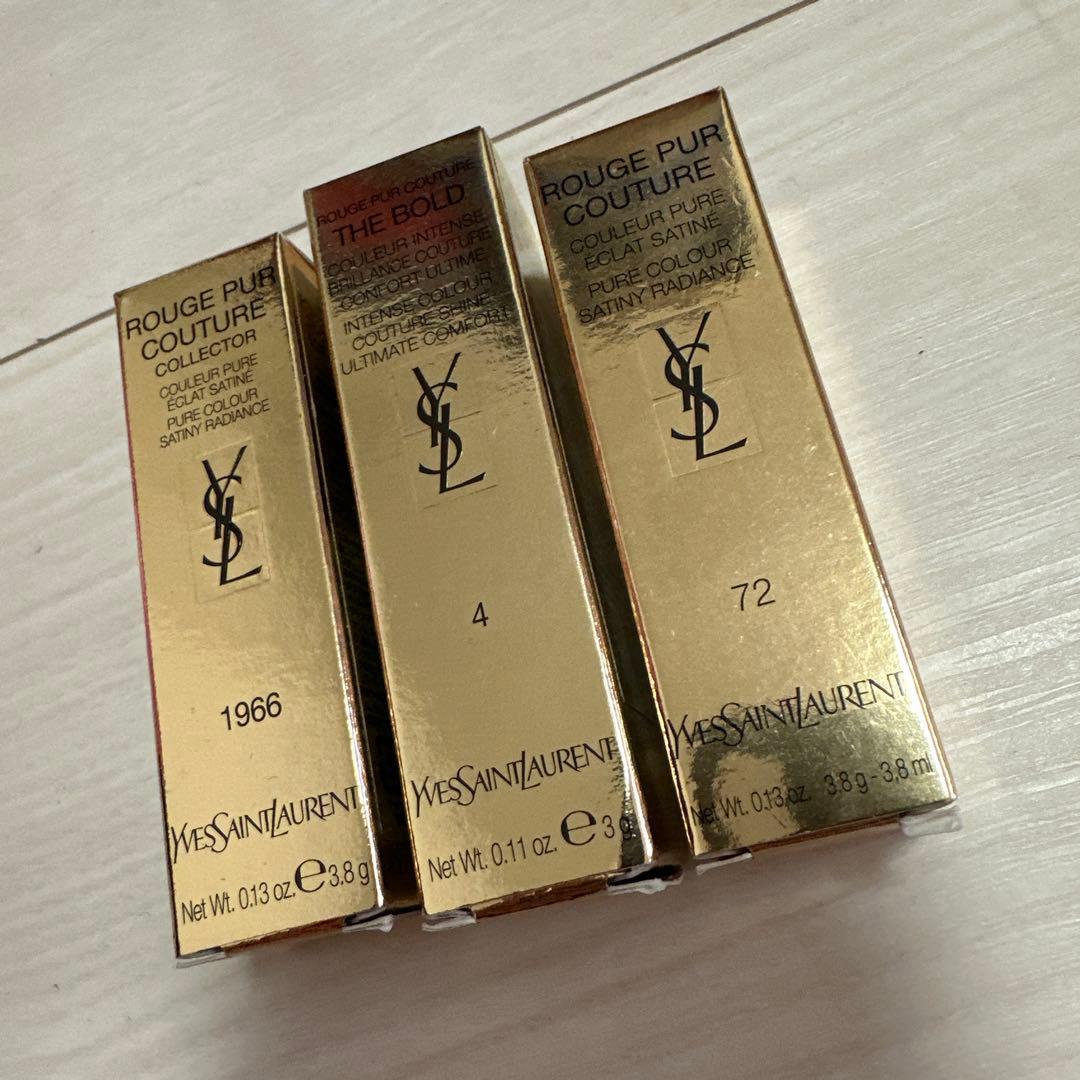 ROUGE PUR
COUTURE
COLLECTOR
COULEUR PURE
ÉCLAT SATINÉ
PURE COLOUR
SATINY RADIANCE
YSL
1966
YVESSAINTLAURENT
Net Wt. 0.13 oz. ℮ 3.8 g
ROUGE PUR COUTURE
THE BOLD
COULEUR INTENSE
BRILLANCE COUTURE
CONFORT ULTIME
INTENSE COLOUR
COUTURE SHINE
ULTIMATE COMFORT
YSL
4
YVESSAINTLAURENT
Net Wt. 0.11 oz. ℮ 3 g
ROUGE PUR
COUTURE
COULEUR PURE
ÉCLAT SATINÉ
PURE COLOUR
SATINY RADIANCE
YSL
72
YVESSAINTLAURENT
Net Wt. 0.13 oz. 3.8 g - 3,8 ml